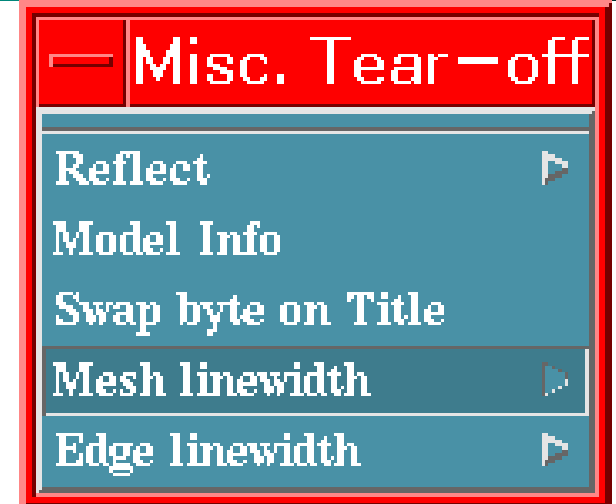 Misc. Tear-off
Reflect
Model Info
Swap byte on Title
Mesh linewidth
Edge linewidth